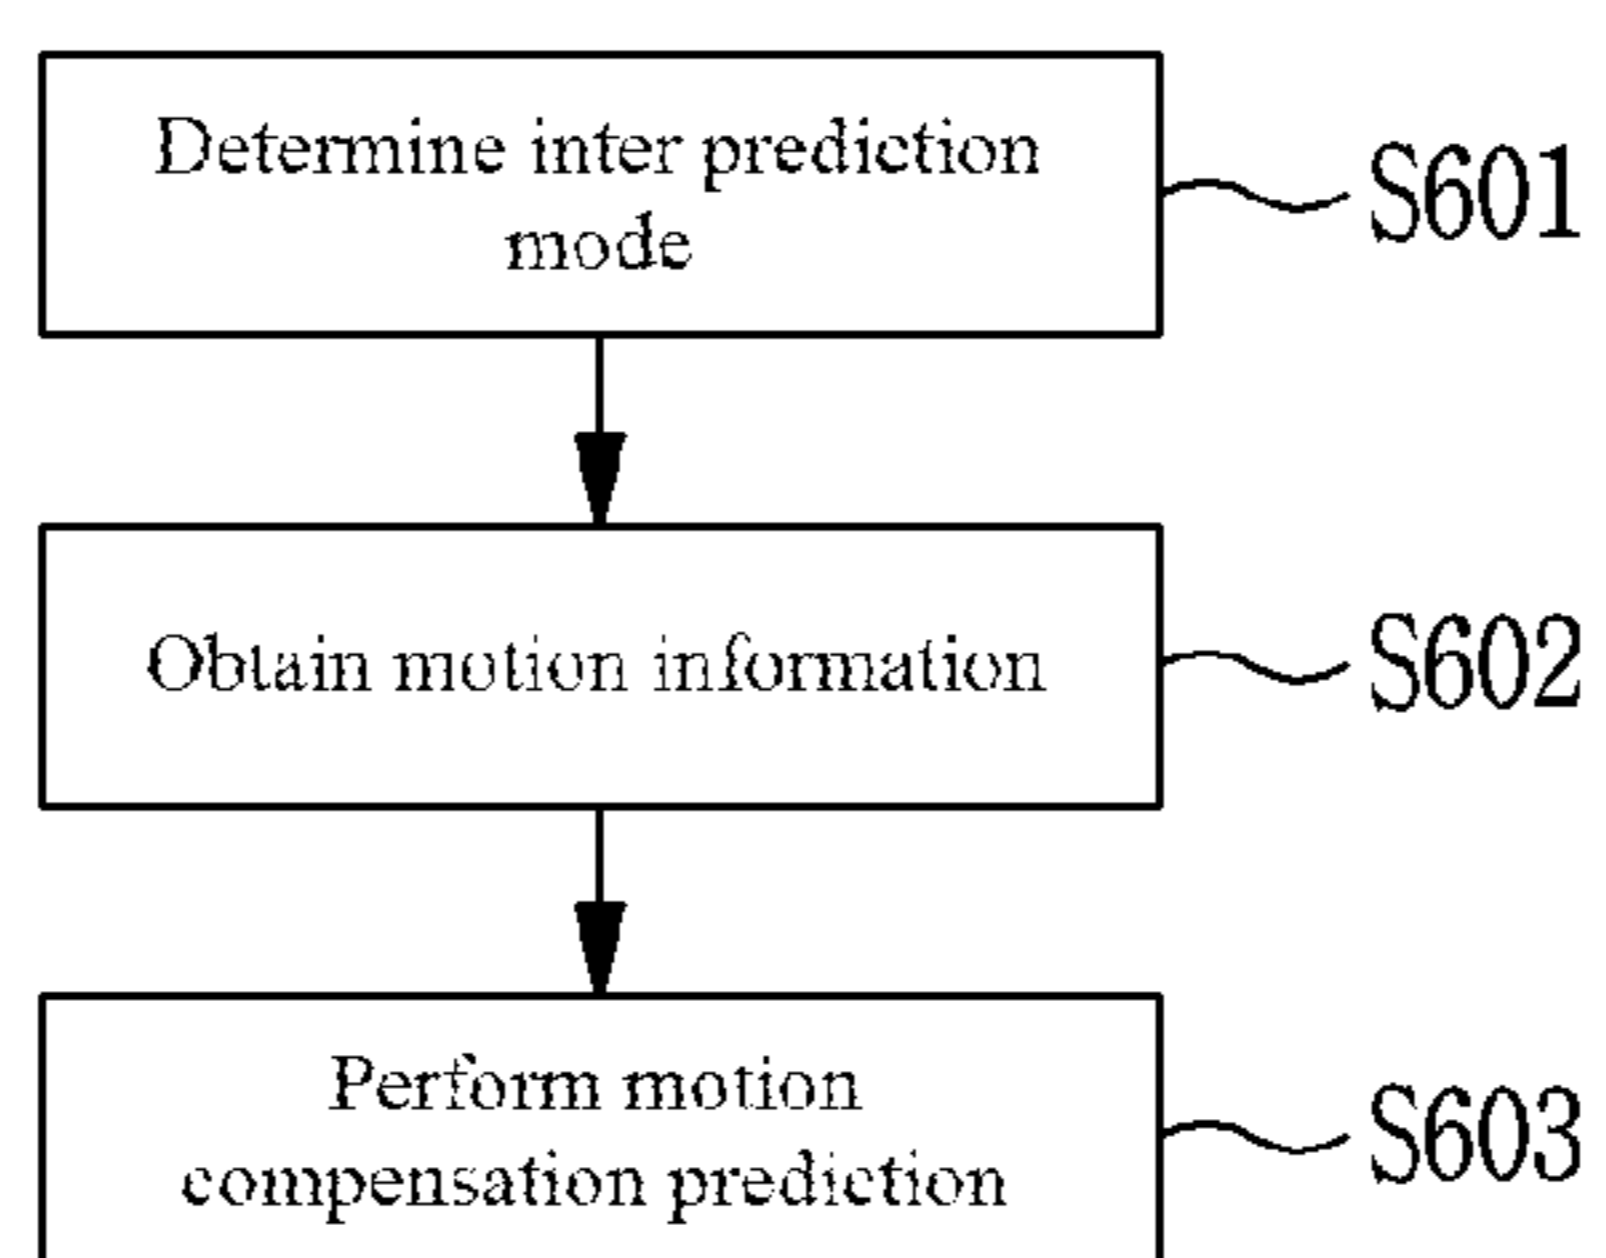 Determine inter prediction
mode
S601
Obtain motion information
S602
Perform motion
compensation prediction
S603